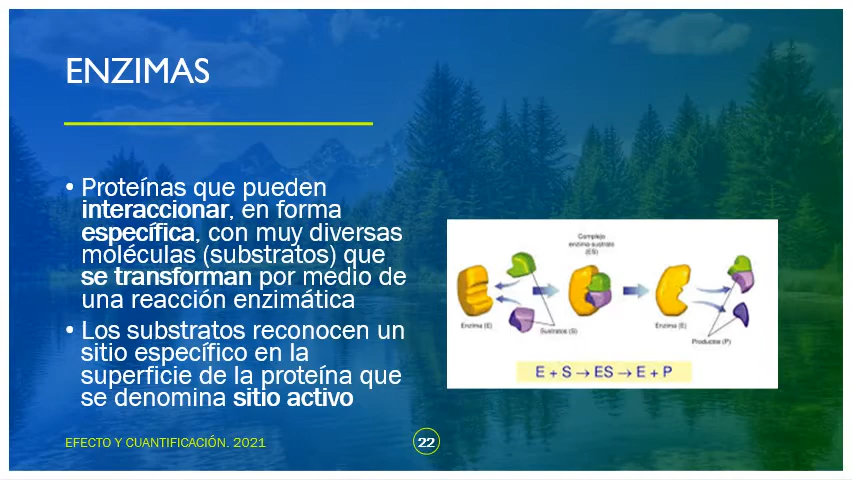 ENZIMAS
• Proteínas que pueden
interaccionar, en forma
específica, con muy diversas
moléculas (substratos) que
se transforman por medio de
una reacción enzimática
• Los substratos reconocen un
sitio específico en la
superficie de la proteína que
se denomina sitio activo
Complejo
enzima sustrato
(ES)
Enzima (E)
Sustratos (S)
Enzima (E)
Productos (P)
E + S → ES → E + P
EFECTO Y CUANTIFICACIÓN. 2021
22